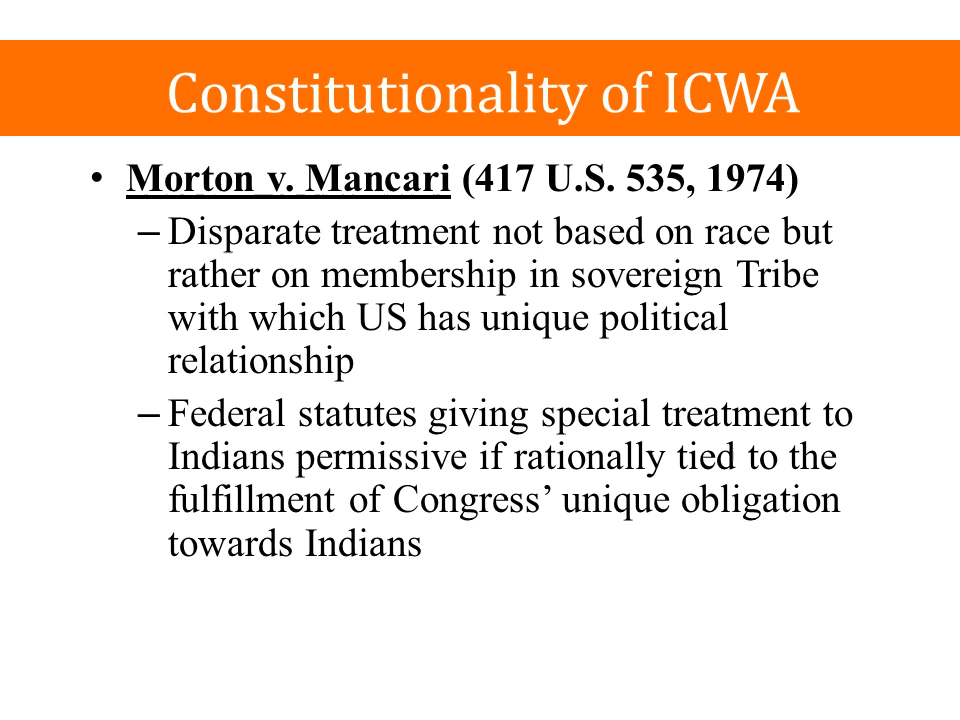 Constitutionality of ICWA
• Morton v. Mancari (417 U.S. 535, 1974)
– Disparate treatment not based on race but
rather on membership in sovereign Tribe
with which US has unique political
relationship
– Federal statutes giving special treatment to
Indians permissive if rationally tied to the
fulfillment of Congress’ unique obligation
towards Indians